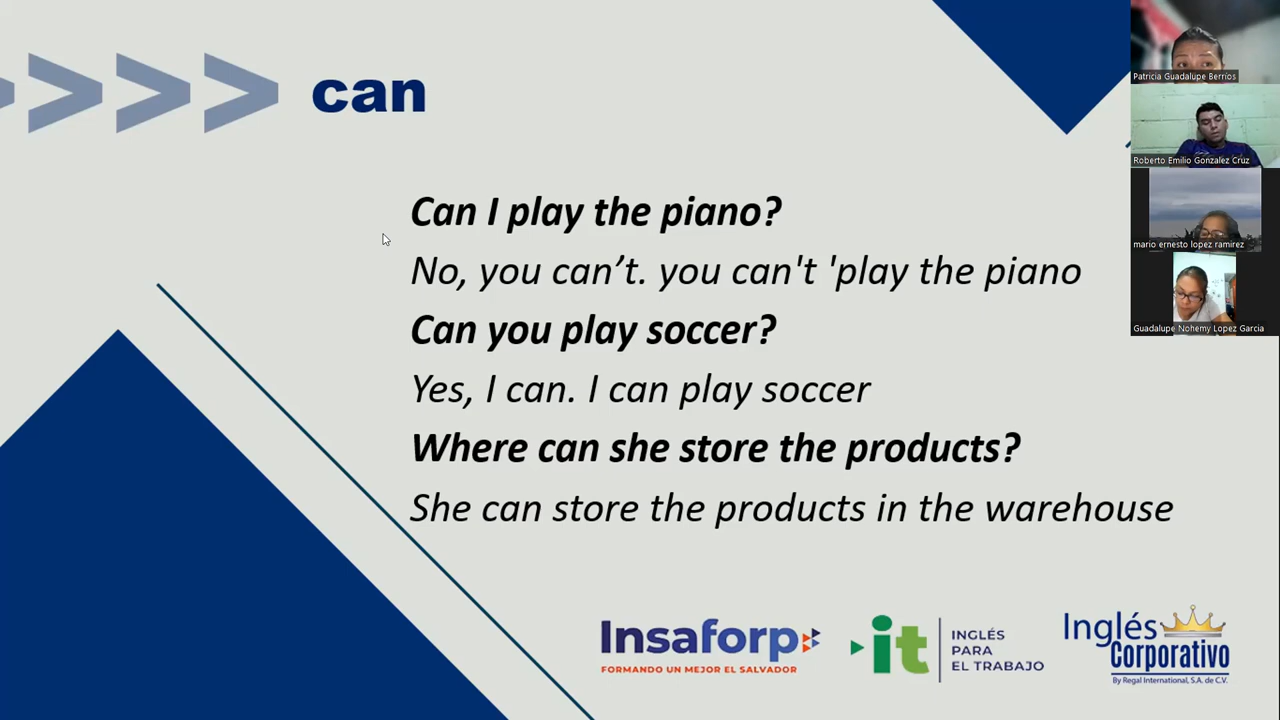 can
Can I play the piano?
No, you can’t. you can't 'play the piano
Can you play soccer?
Yes, I can. I can play soccer
Where can she store the products?
She can store the products in the warehouse
Patricia Guadalupe Berrios
Roberto Emilio Gonzalez Cruz
mario ernesto lopez ramirez
Guadalupe Nohemy Lopez Garcia
Insaforp
FORMANDO UN MEJOR EL SALVADOR
it
INGLÉS
PARA
EL TRABAJO
Inglés
Corporativo
By Regal International, S.A. de C.V.